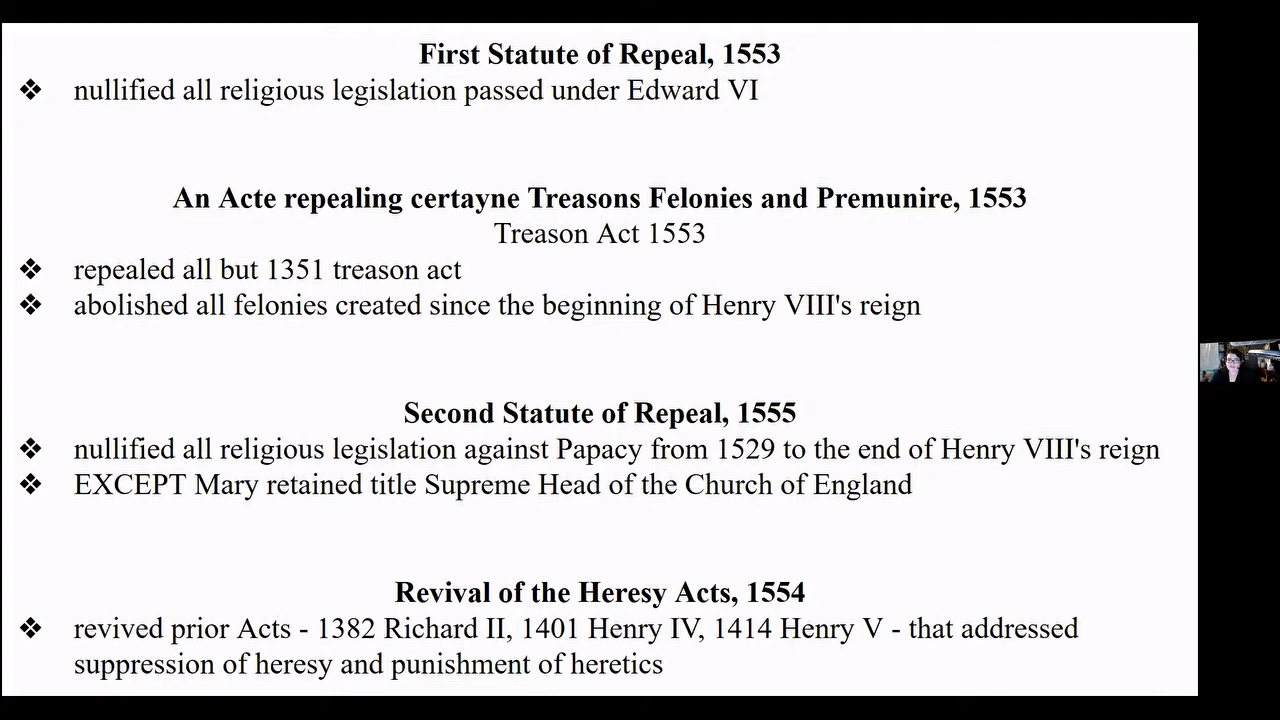 First Statute of Repeal, 1553
❖ nullified all religious legislation passed under Edward VI
An Acte repealing certayne Treasons Felonies and Premunire, 1553
Treason Act 1553
❖ repealed all but 1351 treason act
❖ abolished all felonies created since the beginning of Henry VIII's reign
Second Statute of Repeal, 1555
❖ nullified all religious legislation against Papacy from 1529 to the end of Henry VIII's reign
❖ EXCEPT Mary retained title Supreme Head of the Church of England
Revival of the Heresy Acts, 1554
❖ revived prior Acts - 1382 Richard II, 1401 Henry IV, 1414 Henry V - that addressed
suppression of heresy and punishment of heretics